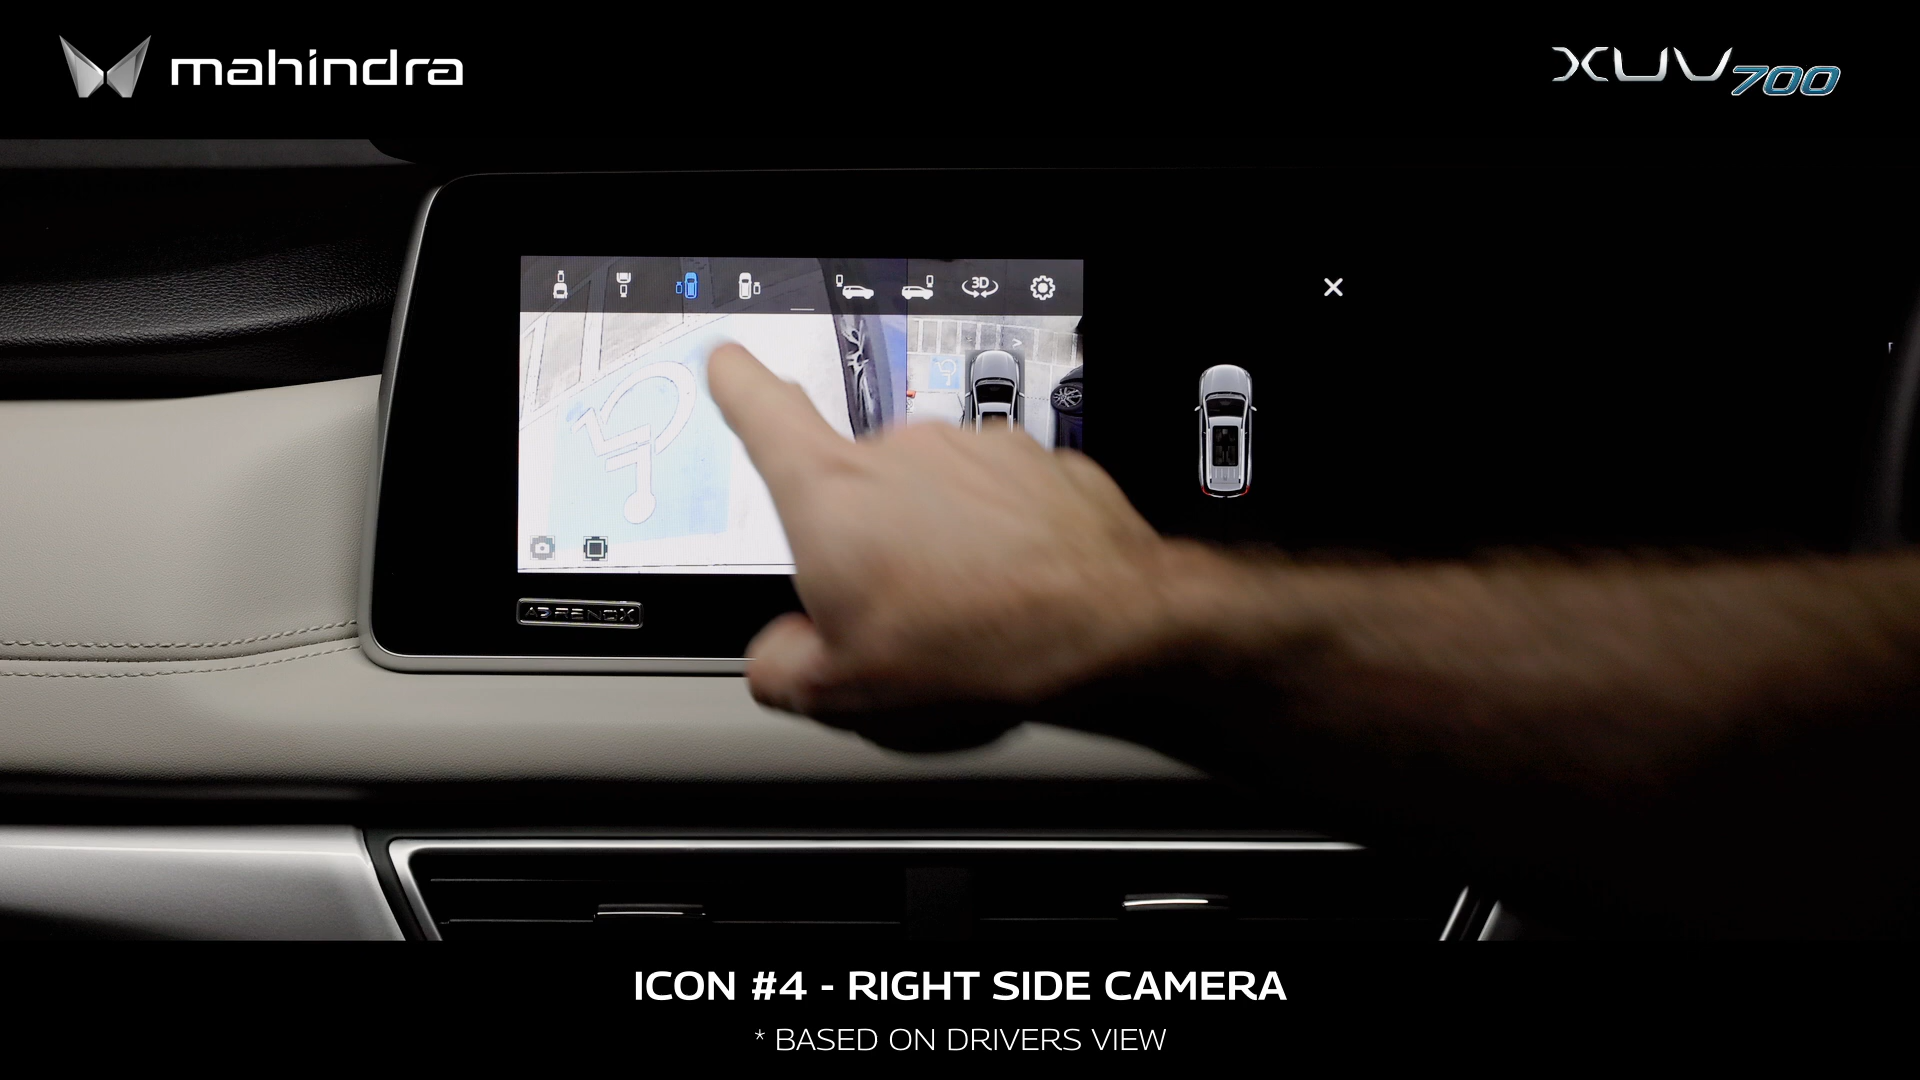 mahindra
XUV700
3D
ADRENOX
ICON #4 - RIGHT SIDE CAMERA
* BASED ON DRIVERS VIEW